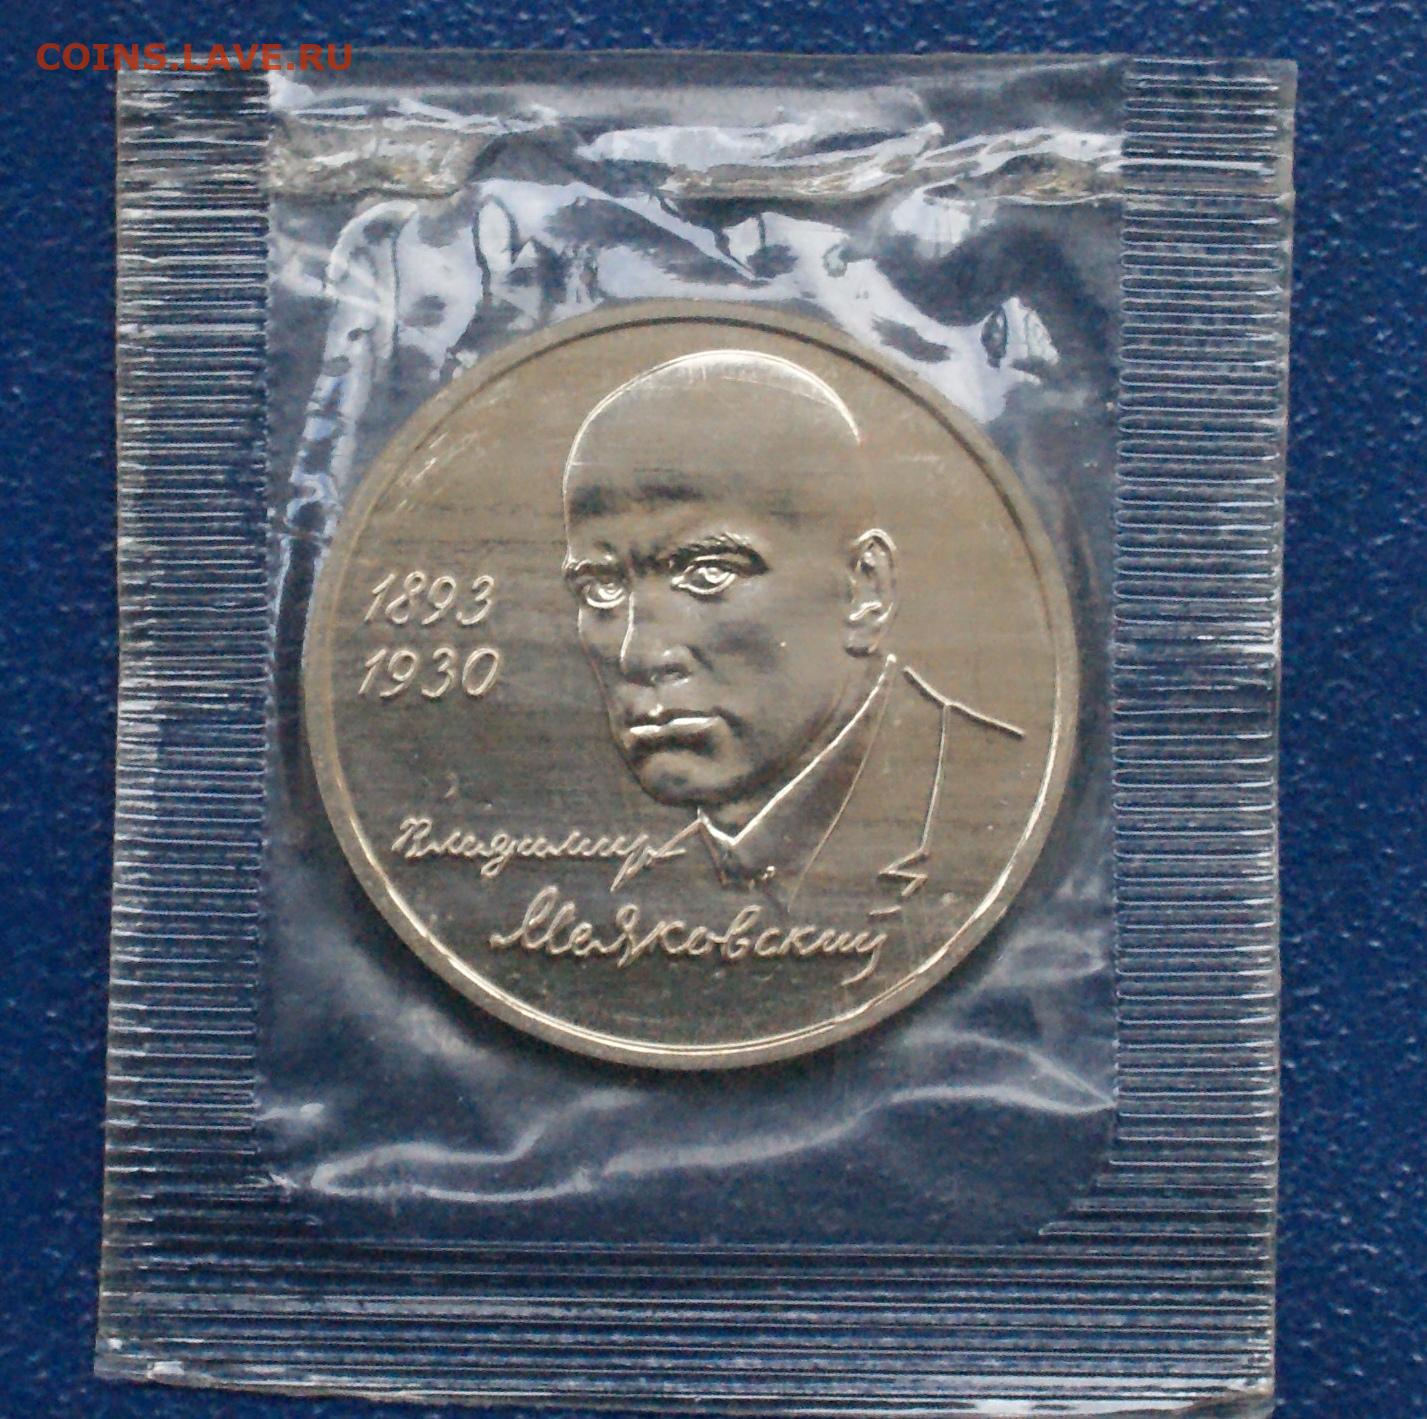 COINS.LAVE.RU
1893
1930
Владимир
Маяковский